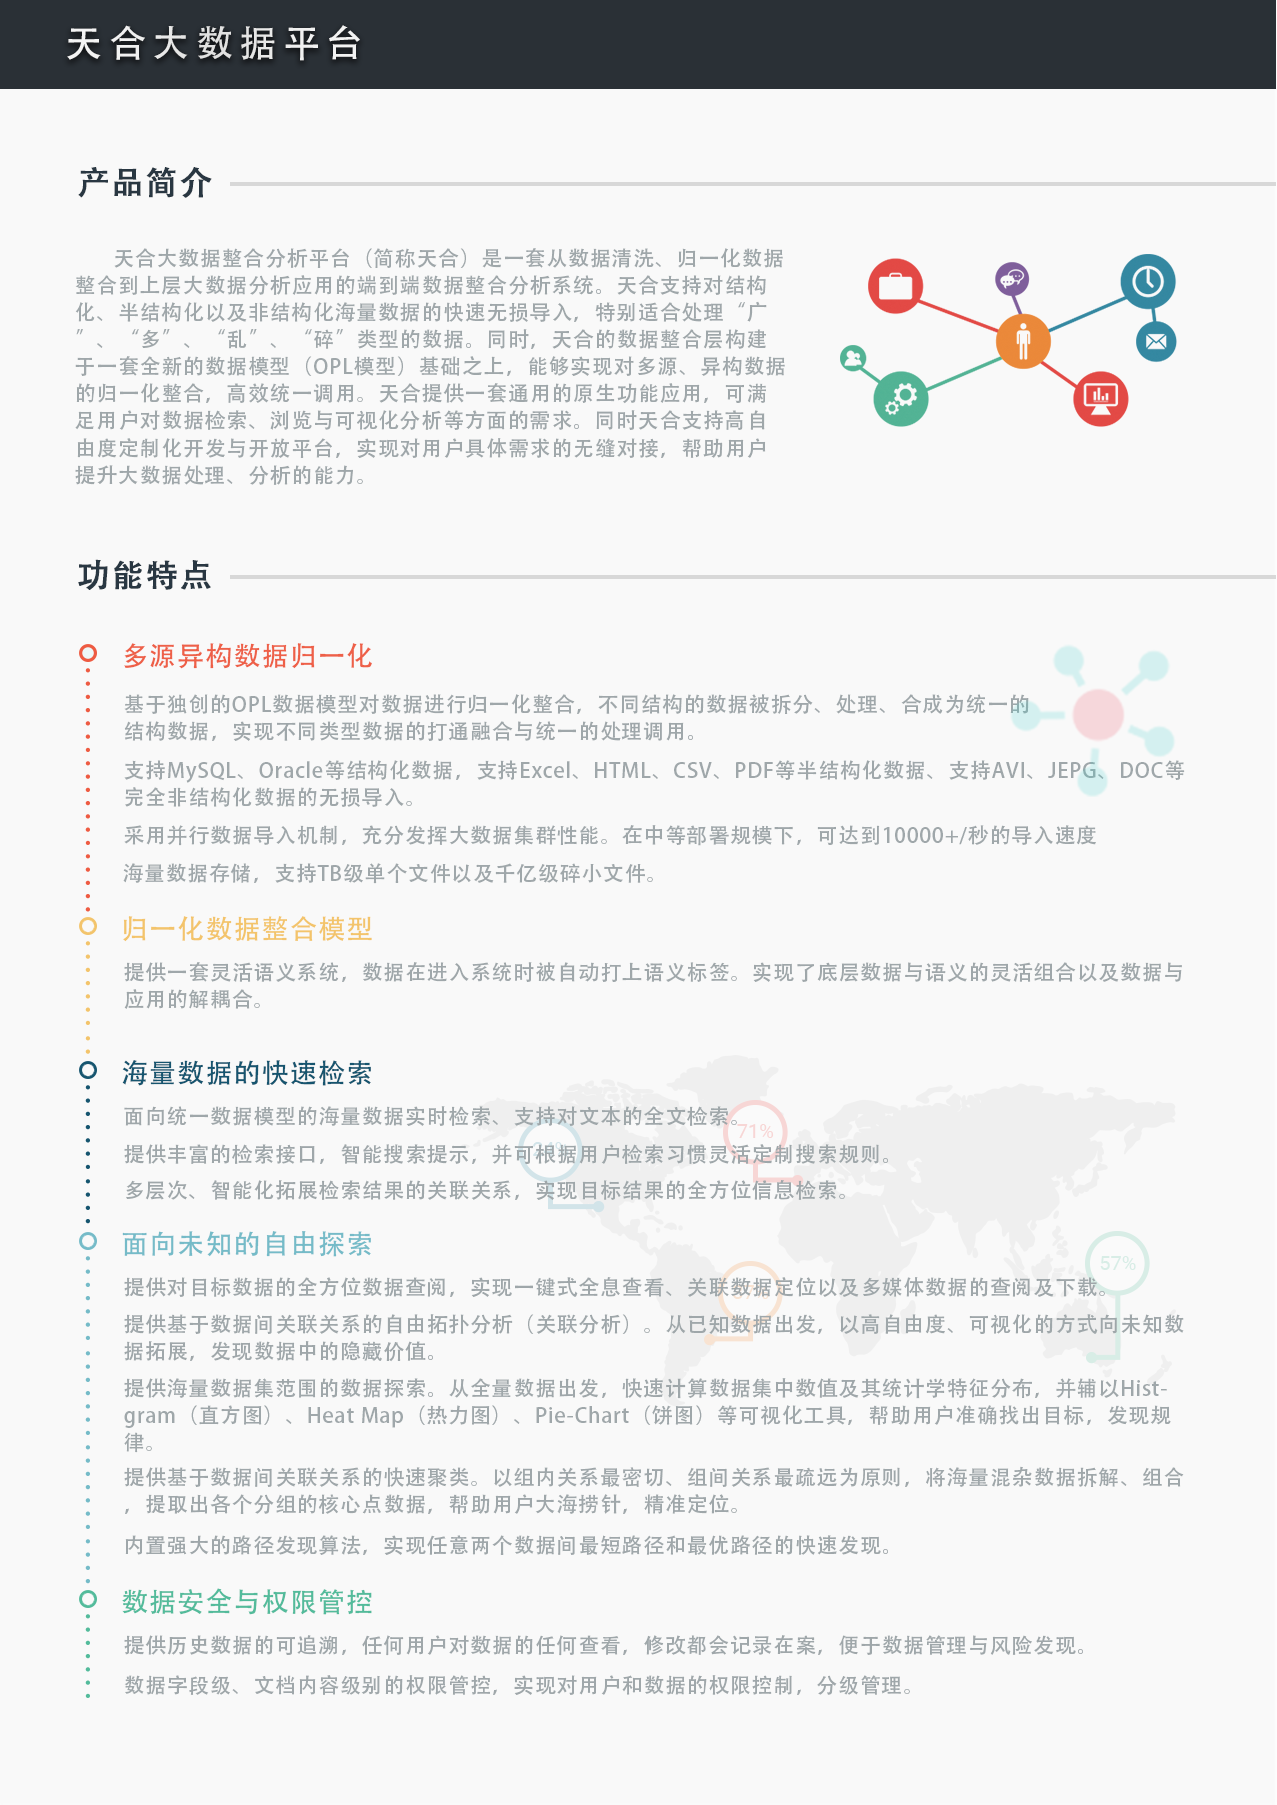 天合大数据平台
产品简介
天合大数据整合分析平台（简称天合）是一套从数据清洗、归一化数据
整合到上层大数据分析应用的端到端数据整合分析系统。天合支持对结构
化、半结构化以及非结构化海量数据的快速无损导入，特别适合处理“广
”、“多”、“乱”、“碎”类型的数据。同时，天合的数据整合层构建
于一套全新的数据模型（OPL模型）基础之上，能够实现对多源、异构数据
的归一化整合，高效统一调用。天合提供一套通用的原生功能应用，可满
足用户对数据检索、浏览与可视化分析等方面的需求。同时天合支持高自
由度定制化开发与开放平台，实现对用户具体需求的无缝对接，帮助用户
提升大数据处理、分析的能力。
功能特点
多源异构数据归一化
基于独创的OPL数据模型对数据进行归一化整合，不同结构的数据被拆分、处理、合成为统一的
结构数据，实现不同类型数据的打通融合与统一的处理调用。
支持MySQL、Oracle等结构化数据，支持Excel、HTML、CSV、PDF等半结构化数据、支持AVI、JEPG、DOC等
完全非结构化数据的无损导入。
采用并行数据导入机制，充分发挥大数据集群性能。在中等部署规模下，可达到10000+/秒的导入速度
海量数据存储，支持TB级单个文件以及千亿级碎小文件。
归一化数据整合模型
提供一套灵活语义系统，数据在进入系统时被自动打上语义标签。实现了底层数据与语义的灵活组合以及数据与
应用的解耦合。
海量数据的快速检索
面向统一数据模型的海量数据实时检索、支持对文本的全文检索。
71%
提供丰富的检索接口，智能搜索提示，并可根据用户检索习惯灵活定制搜索规则。
多层次、智能化拓展检索结果的关联关系，实现目标结果的全方位信息检索。
面向未知的自由探索
57%
提供对目标数据的全方位数据查阅，实现一键式全息查看、关联数据定位以及多媒体数据的查阅及下载。
提供基于数据间关联关系的自由拓扑分析（关联分析）。从已知数据出发，以高自由度、可视化的方式向未知数
据拓展，发现数据中的隐藏价值。
提供海量数据集范围的数据探索。从全量数据出发，快速计算数据集中数值及其统计学特征分布，并辅以Hist-
gram（直方图）、Heat Map（热力图）、Pie-Chart（饼图）等可视化工具，帮助用户准确找出目标，发现规
律。
提供基于数据间关联关系的快速聚类。以组内关系最密切、组间关系最疏远为原则，将海量混杂数据拆解、组合
，提取出各个分组的核心点数据，帮助用户大海捞针，精准定位。
内置强大的路径发现算法，实现任意两个数据间最短路径和最优路径的快速发现。
数据安全与权限管控
提供历史数据的可追溯，任何用户对数据的任何查看，修改都会记录在案，便于数据管理与风险发现。
数据字段级、文档内容级别的权限管控，实现对用户和数据的权限控制，分级管理。